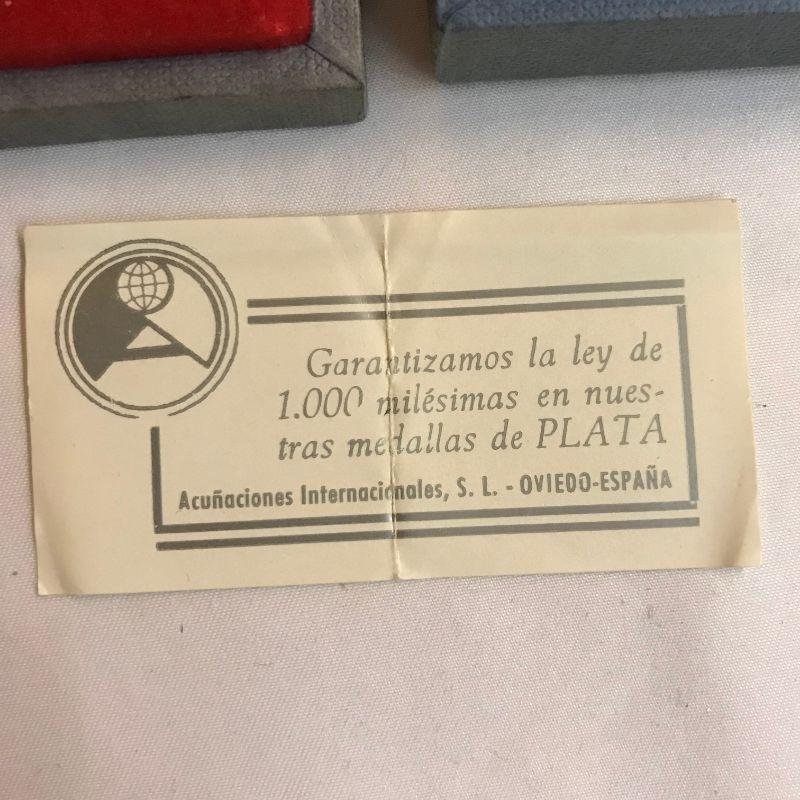 Garantizamos la ley de
1.000 milésimas en nues-
tras medallas de PLATA
Acuñaciones Internacionales, S. L. - OVIEDO-ESPAÑA